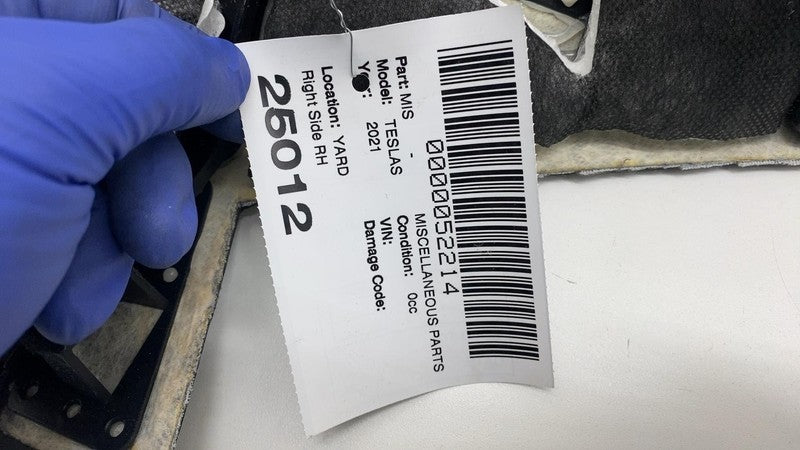 0000052214
Part: MIS - MISCELLANEOUS PARTS
Model: TESLAS Condition: 0cc
Year: 2021 VIN:
Damage Code:
Location: YARD
Right Side RH
25012